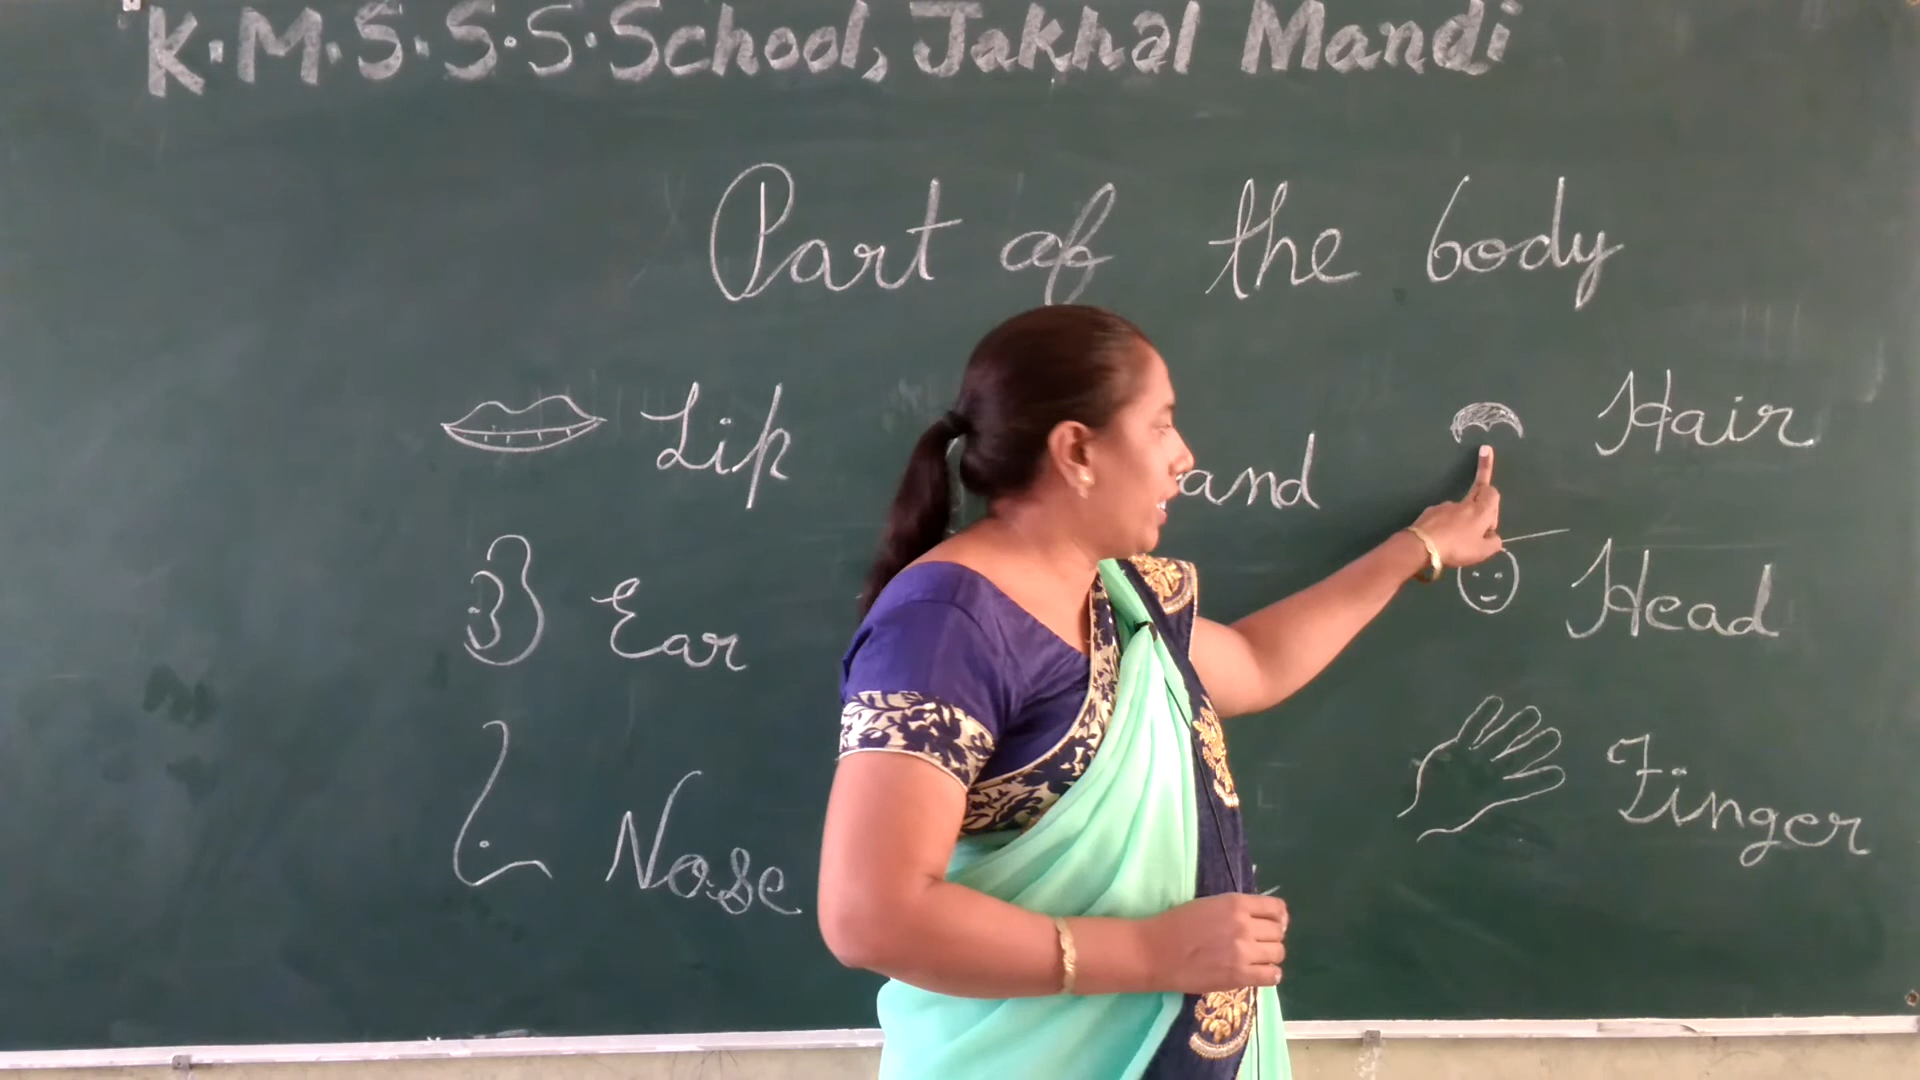 K.M.S.S.S.School, Jakhal Mandi
Part of the body
Lip
and
Hair
Ear
Head
Nose
Finger